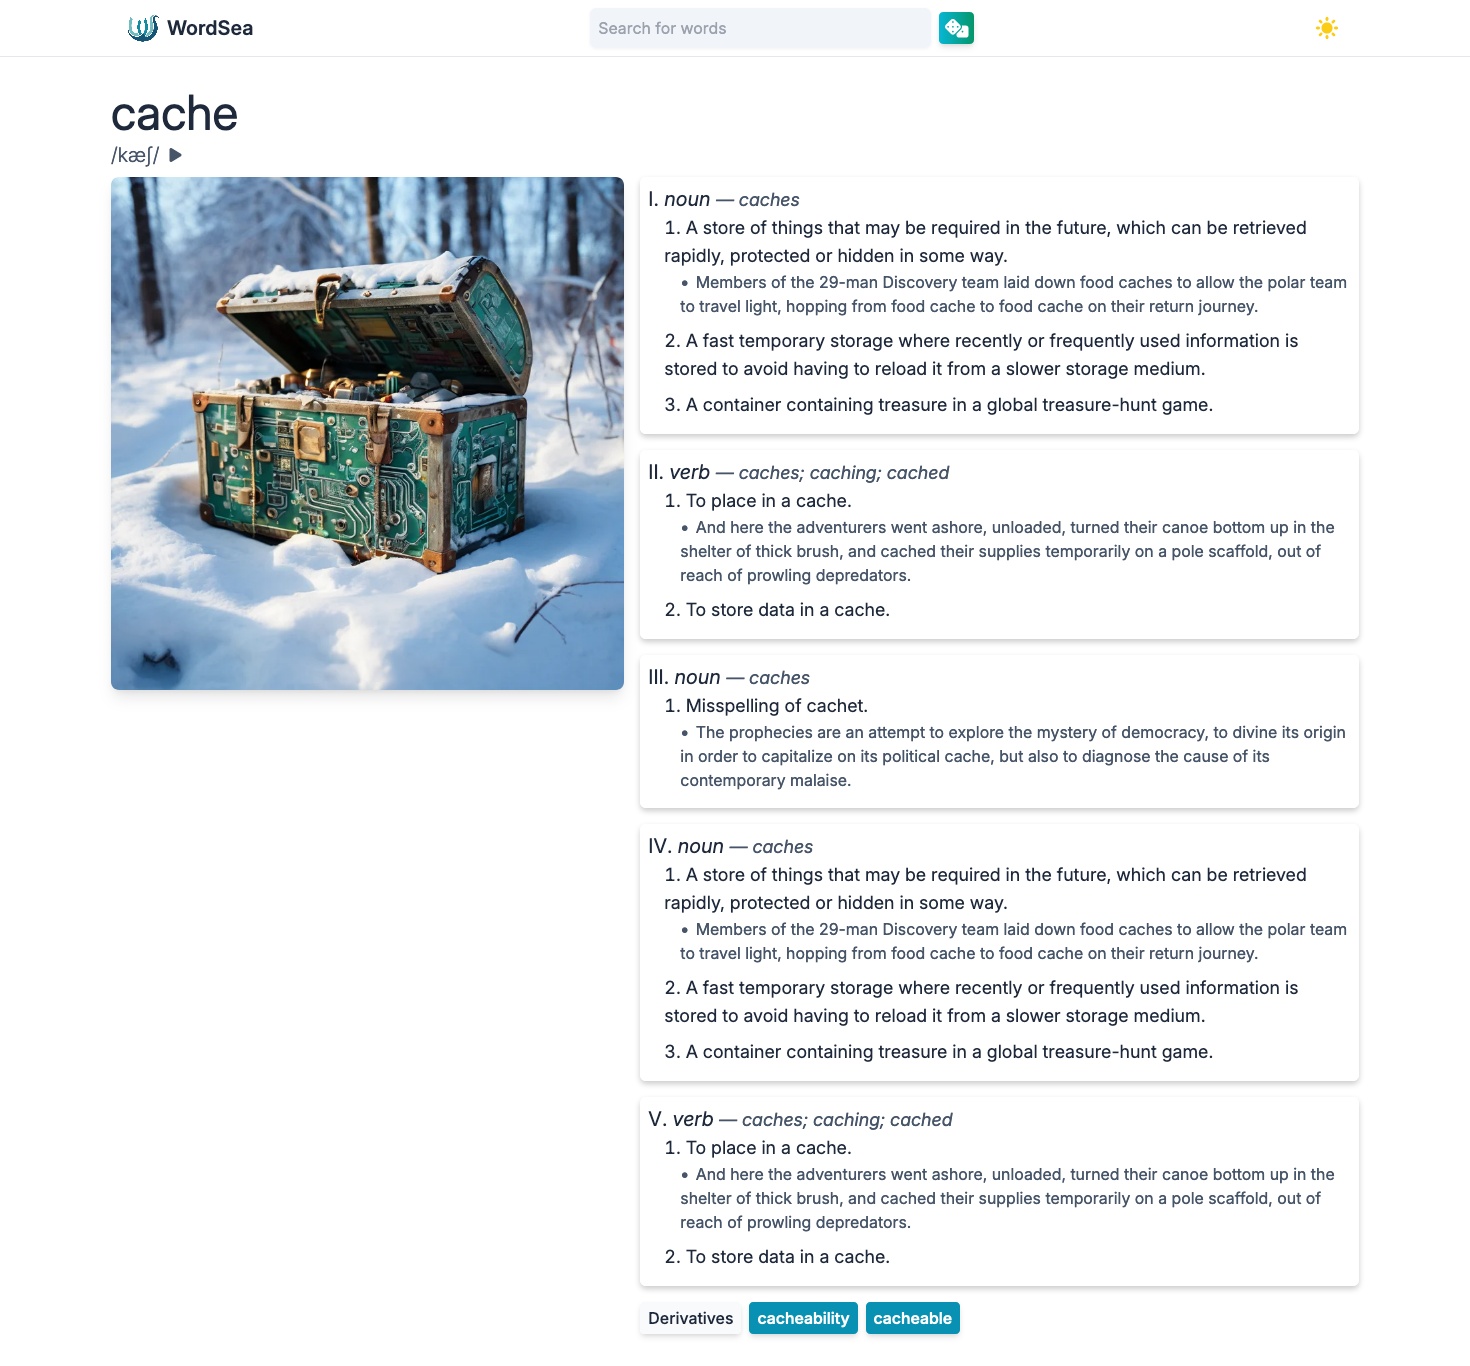 WordSea
Search for words
cache
/kæʃ/
I. noun — caches
1. A store of things that may be required in the future, which can be retrieved
rapidly, protected or hidden in some way.
• Members of the 29-man Discovery team laid down food caches to allow the polar team
to travel light, hopping from food cache to food cache on their return journey.
2. A fast temporary storage where recently or frequently used information is
stored to avoid having to reload it from a slower storage medium.
3. A container containing treasure in a global treasure-hunt game.
II. verb — caches; caching; cached
1. To place in a cache.
• And here the adventurers went ashore, unloaded, turned their canoe bottom up in the
shelter of thick brush, and cached their supplies temporarily on a pole scaffold, out of
reach of prowling depredators.
2. To store data in a cache.
III. noun — caches
1. Misspelling of cachet.
• The prophecies are an attempt to explore the mystery of democracy, to divine its origin
in order to capitalize on its political cache, but also to diagnose the cause of its
contemporary malaise.
IV. noun — caches
1. A store of things that may be required in the future, which can be retrieved
rapidly, protected or hidden in some way.
• Members of the 29-man Discovery team laid down food caches to allow the polar team
to travel light, hopping from food cache to food cache on their return journey.
2. A fast temporary storage where recently or frequently used information is
stored to avoid having to reload it from a slower storage medium.
3. A container containing treasure in a global treasure-hunt game.
V. verb — caches; caching; cached
1. To place in a cache.
• And here the adventurers went ashore, unloaded, turned their canoe bottom up in the
shelter of thick brush, and cached their supplies temporarily on a pole scaffold, out of
reach of prowling depredators.
2. To store data in a cache.
Derivatives cacheability cacheable